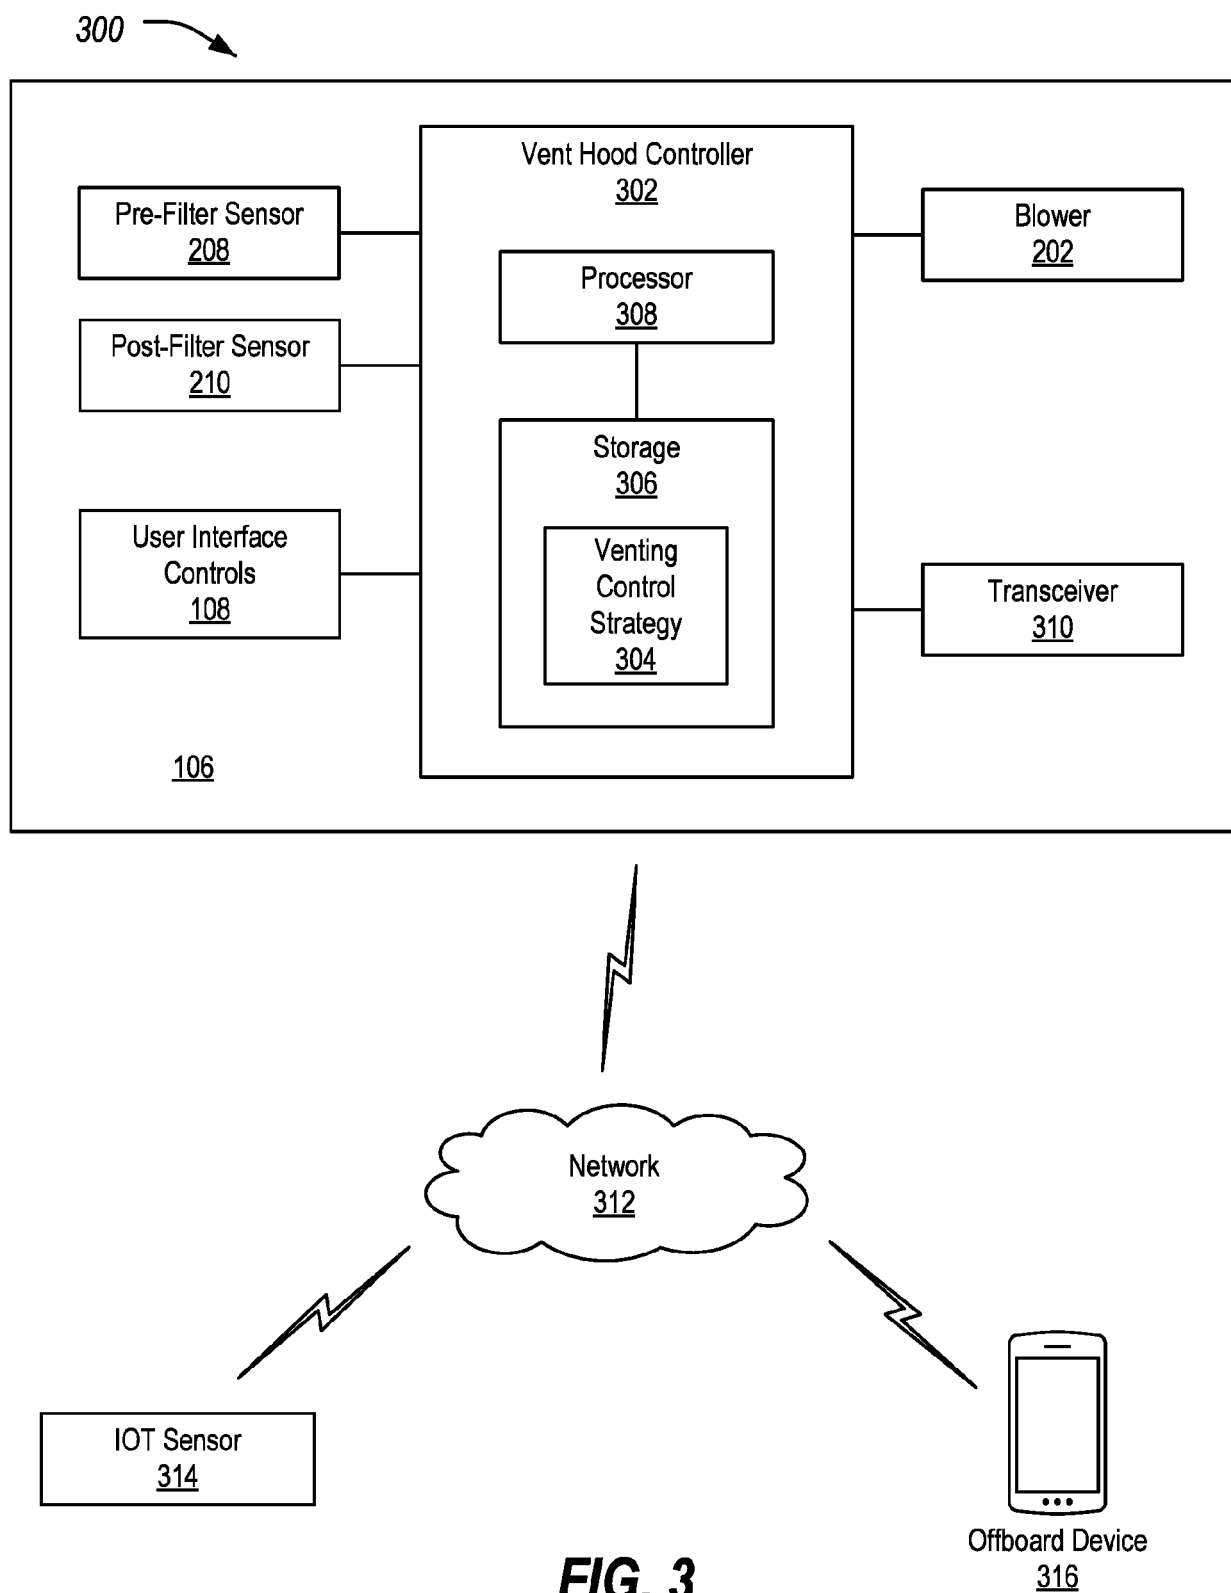 300
Vent Hood Controller
302
Pre-Filter Sensor
208
Blower
202
Processor
308
Post-Filter Sensor
210
Storage
306
User Interface
Controls
108
Venting
Control
Strategy
304
Transceiver
310
106
Network
312
IOT Sensor
314
Offboard Device
316
FIG. 3